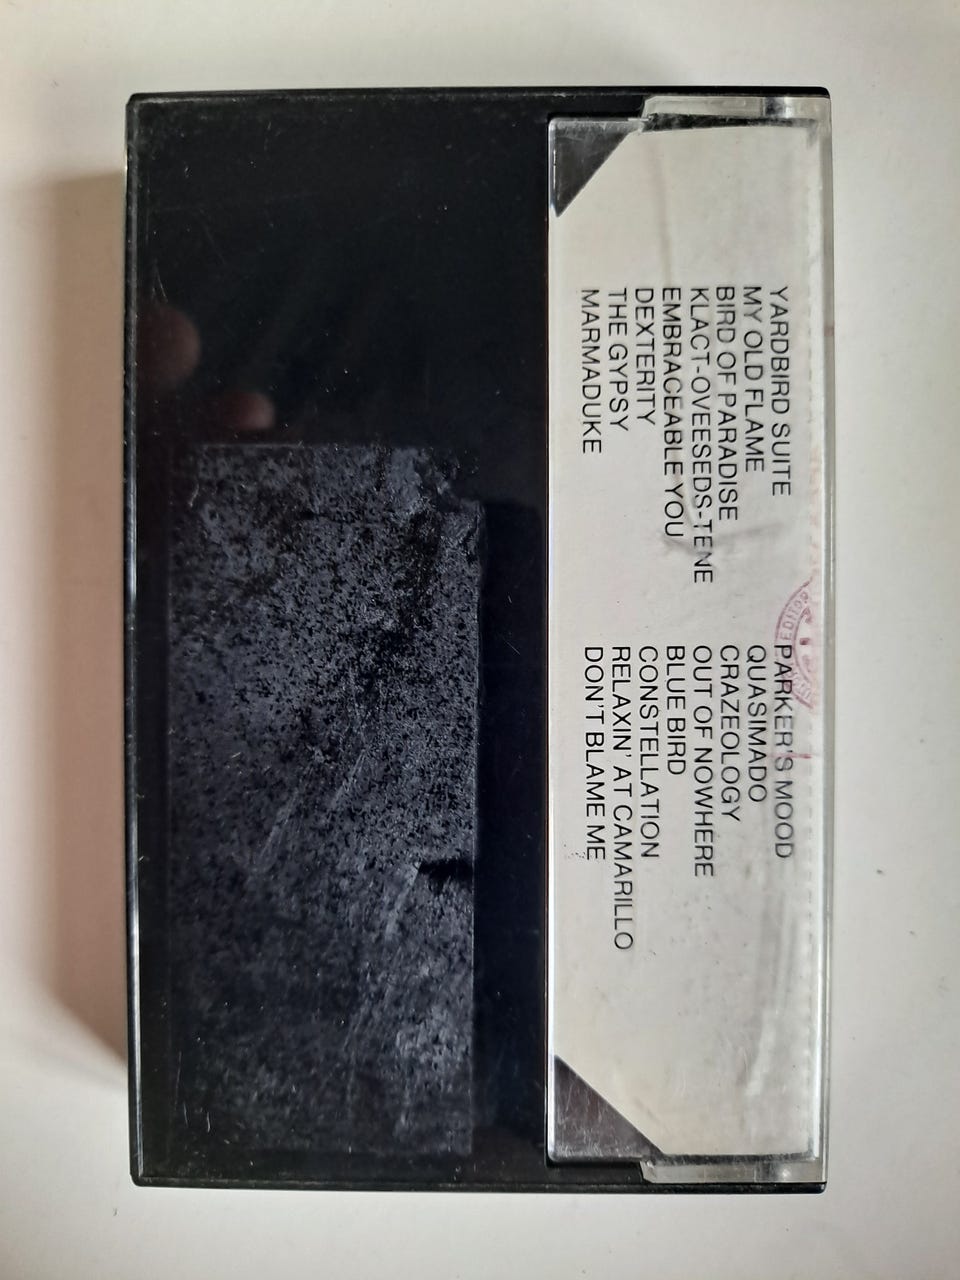 YARDBIRD SUITE
MY OLD FLAME
BIRD OF PARADISE
KLACT-OVEESEDS-TENE
EMBRACEABLE YOU
DEXTERITY
THE GYPSY
MARMADUKE
PARKER'S MOOD
QUASIMADO
CRAZEOLOGY
OUT OF NOWHERE
BLUE BIRD
CONSTELLATION
RELAXIN' AT CAMARILLO
DON'T BLAME ME